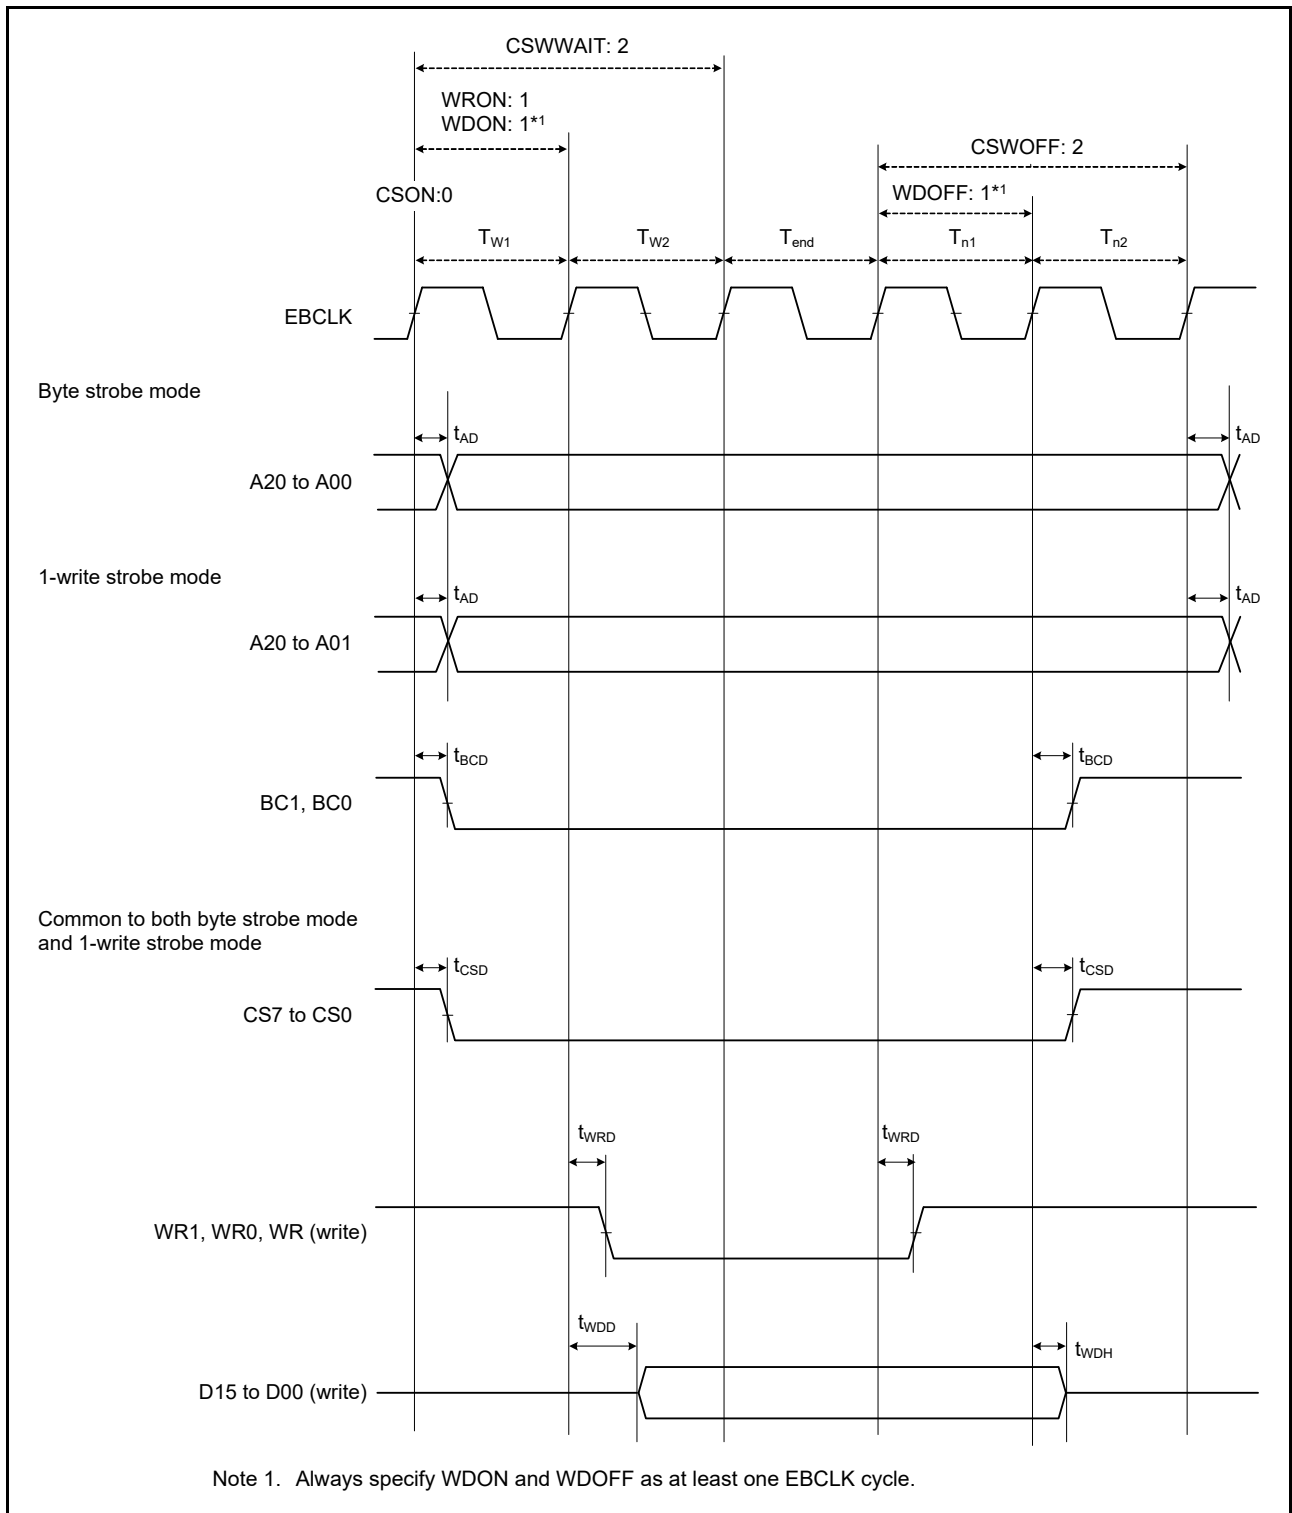 CSWWAIT: 2
WRON: 1
WDON: 1*1
CSWOFF: 2
WDOFF: 1*1
CSON:0
TW1
TW2
Tend
Tn1
Tn2
EBCLK
Byte strobe mode
tAD
tAD
A20 to A00
1-write strobe mode
tAD
tAD
A20 to A01
tBCD
tBCD
BC1, BC0
Common to both byte strobe mode
and 1-write strobe mode
tCSD
tCSD
CS7 to CS0
tWRD
tWRD
WR1, WR0, WR (write)
tWDD
tWDH
D15 to D00 (write)
Note 1. Always specify WDON and WDOFF as at least one EBCLK cycle.